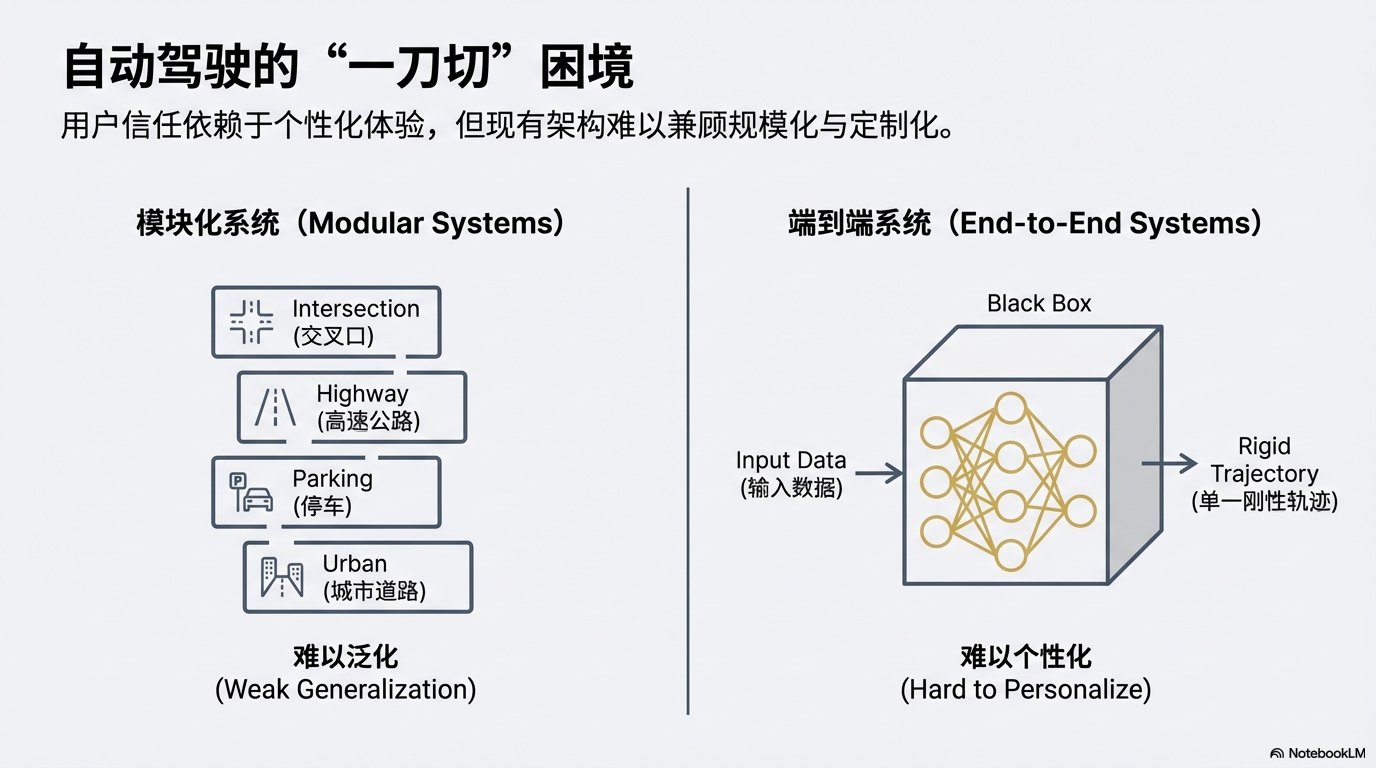 自动驾驶的“一刀切”困境
用户信任依赖于个性化体验，但现有架构难以兼顾规模化与定制化。
模块化系统（Modular Systems）
Intersection
(交叉口)
Highway
(高速公路)
Parking
(停车)
Urban
(城市道路)
难以泛化
(Weak Generalization)
端到端系统（End-to-End Systems）
Black Box
Input Data
(输入数据)
Rigid
Trajectory
(单一刚性轨迹)
难以个性化
(Hard to Personalize)
P
NotebookLM